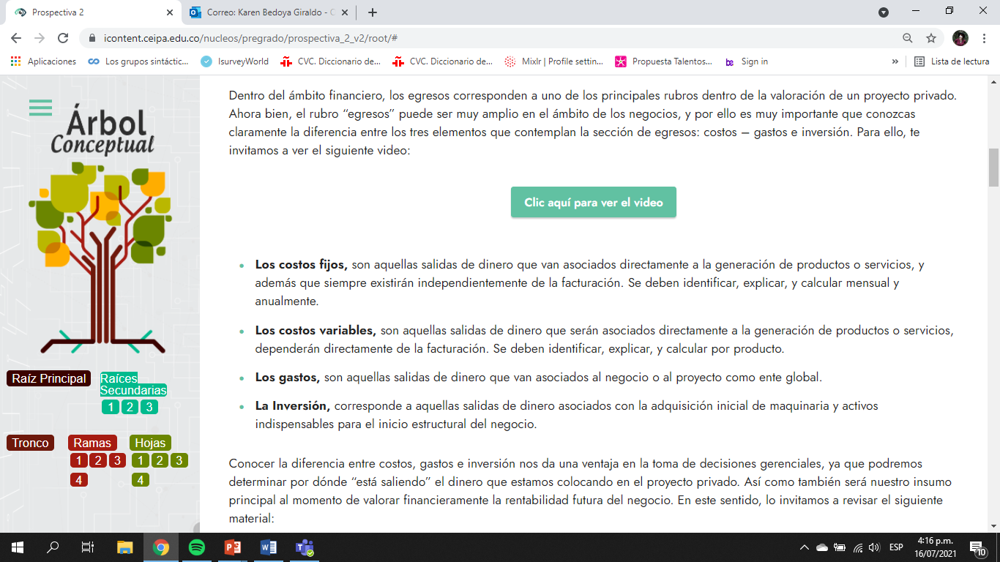 Prospectiva 2
Correo: Karen Bedoya Giraldo - O
icontent.ceipa.edu.co/nucleos/pregrado/prospectiva_2_v2/root/#
Aplicaciones
Los grupos sintáctic...
IsurveyWorld
CVC. Diccionario de...
CVC. Diccionario de...
Mixlr | Profile settin...
Propuesta Talentos...
Sign in
»
Lista de lectura
Árbol
Conceptual
Raíz Principal
Raíces
Secundarias
1 2 3
Tronco
Ramas
1 2 3
4
Hojas
1 2 3
4
Dentro del ámbito financiero, los egresos corresponden a uno de los principales rubros dentro de la valoración de un proyecto privado.
Ahora bien, el rubro “egresos” puede ser muy amplio en el ámbito de los negocios, y por ello es muy importante que conozcas
claramente la diferencia entre los tres elementos que contemplan la sección de egresos: costos – gastos e inversión. Para ello, te
invitamos a ver el siguiente video:
Clic aquí para ver el video
• Los costos fijos, son aquellas salidas de dinero que van asociados directamente a la generación de productos o servicios, y
además que siempre existirán independientemente de la facturación. Se deben identificar, explicar, y calcular mensual y
anualmente.
• Los costos variables, son aquellas salidas de dinero que serán asociados directamente a la generación de productos o servicios,
dependerán directamente de la facturación. Se deben identificar, explicar, y calcular por producto.
• Los gastos, son aquellas salidas de dinero que van asociados al negocio o al proyecto como ente global.
• La Inversión, corresponde a aquellas salidas de dinero asociados con la adquisición inicial de maquinaria y activos
indispensables para el inicio estructural del negocio.
Conocer la diferencia entre costos, gastos e inversión nos da una ventaja en la toma de decisiones gerenciales, ya que podremos
determinar por dónde “está saliendo” el dinero que estamos colocando en el proyecto privado. Así como también será nuestro insumo
principal al momento de valorar financieramente la rentabilidad futura del negocio. En este sentido, lo invitamos a revisar el siguiente
material:
ESP
4:16 p.m.
16/07/2021
10